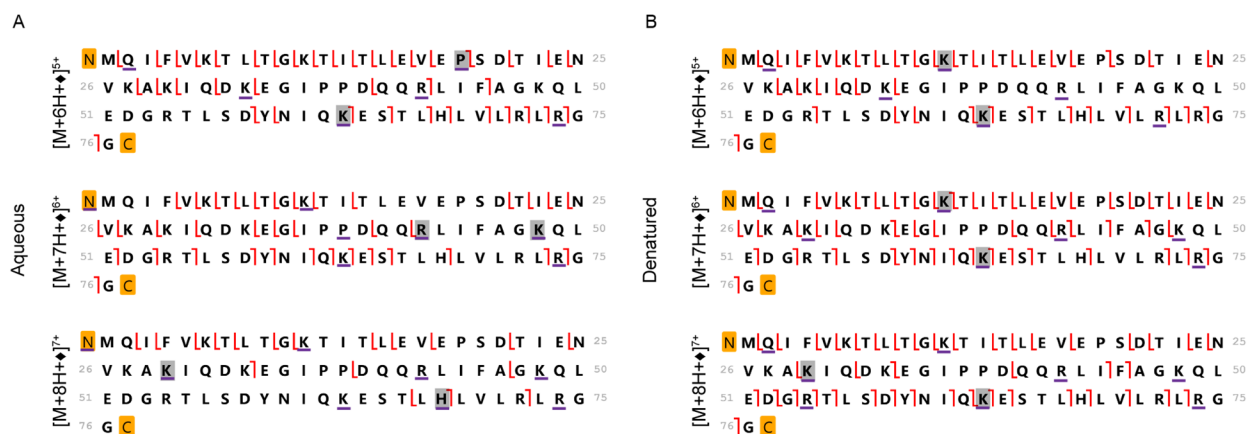 A
Aqueous
[M+6H+♦]⁵⁺
N M Q I F V K T L T G K T I T L E V E P S D T I E N 25
26 V K A K I Q D K E G I P P D Q Q R L I F A G K Q L 50
51 E D G R T L S D Y N I Q K E S T L H L V L R L R G 75
76 G C
[M+7H+♦]⁶⁺
N M Q I F V K T L T G K T I T L E V E P S D T I E N 25
26 V K A K I Q D K E G I P P D Q Q R L I F A G K Q L 50
51 E D G R T L S D Y N I Q K E S T L H L V L R L R G 75
76 G C
[M+8H+♦]⁷⁺
N M Q I F V K T L T G K T I T L E V E P S D T I E N 25
26 V K A K I Q D K E G I P P D Q Q R L I F A G K Q L 50
51 E D G R T L S D Y N I Q K E S T L H L V L R L R G 75
76 G C
B
Denatured
[M+6H+♦]⁵⁺
N M Q I F V K T L T G K T I T L E V E P S D T I E N 25
26 V K A K I Q D K E G I P P D Q Q R L I F A G K Q L 50
51 E D G R T L S D Y N I Q K E S T L H L V L R L R G 75
76 G C
[M+7H+♦]⁶⁺
N M Q I F V K T L T G K T I T L E V E P S D T I E N 25
26 V K A K I Q D K E G I P P D Q Q R L I F A G K Q L 50
51 E D G R T L S D Y N I Q K E S T L H L V L R L R G 75
76 G C
[M+8H+♦]⁷⁺
N M Q I F V K T L T G K T I T L E V E P S D T I E N 25
26 V K A K I Q D K E G I P P D Q Q R L I F A G K Q L 50
51 E D G R T L S D Y N I Q K E S T L H L V L R L R G 75
76 G C